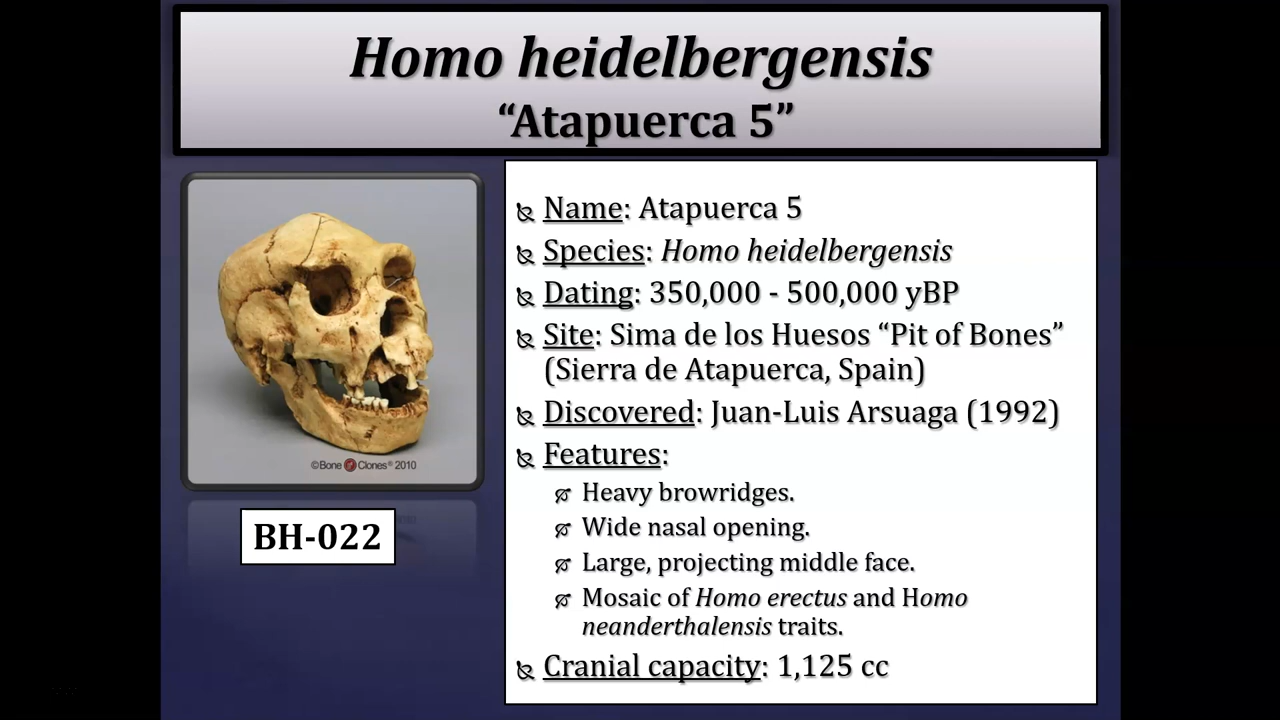 Homo heidelbergensis
“Atapuerca 5”
Name: Atapuerca 5
Species: Homo heidelbergensis
Dating: 350,000 - 500,000 yBP
Site: Sima de los Huesos “Pit of Bones”
(Sierra de Atapuerca, Spain)
Discovered: Juan-Luis Arsuaga (1992)
Features:
Heavy browridges.
Wide nasal opening.
Large, projecting middle face.
Mosaic of Homo erectus and Homo
neanderthalensis traits.
Cranial capacity: 1,125 cc
©Bone Clones® 2010
BH-022